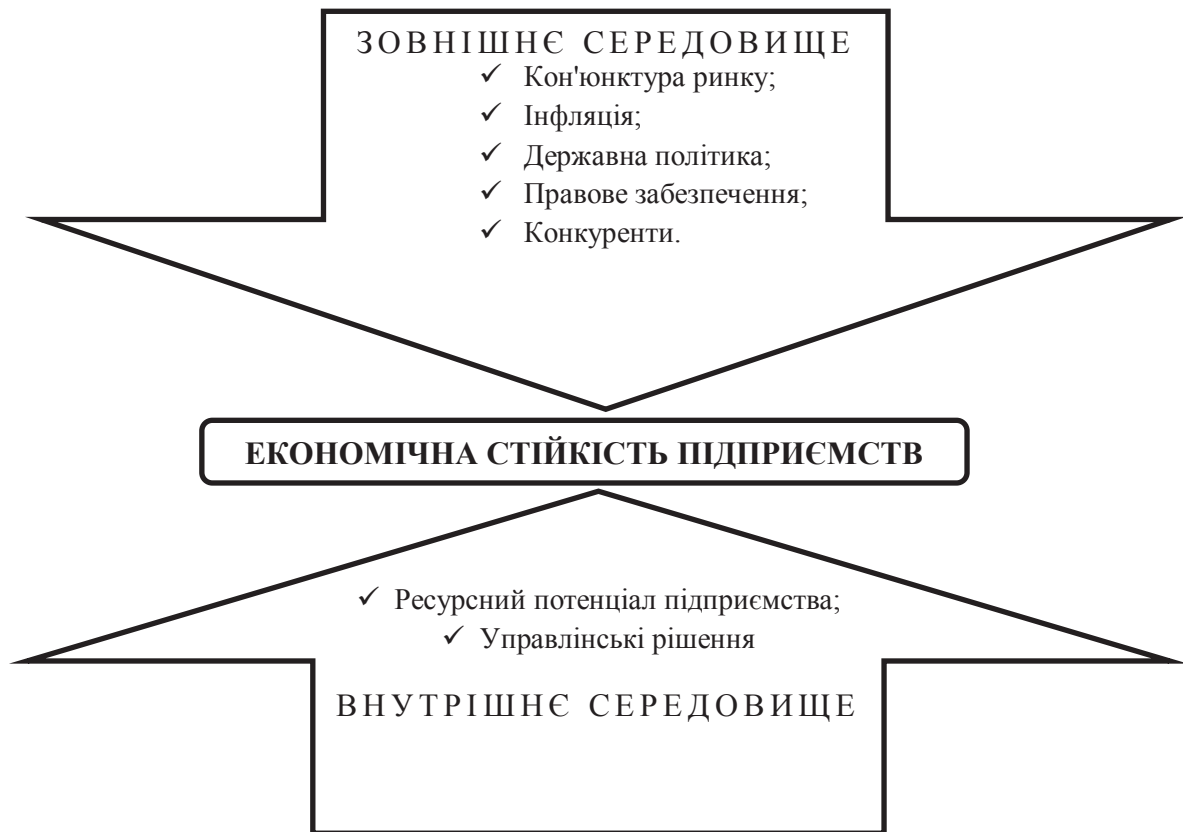 ЗОВНІШНЄ СЕРЕДОВИЩЕ
✓ Кон'юнктура ринку;
✓ Інфляція;
✓ Державна політика;
✓ Правове забезпечення;
✓ Конкуренти.
ЕКОНОМІЧНА СТІЙКІСТЬ ПІДПРИЄМСТВ
✓ Ресурсний потенціал підприємства;
✓ Управлінські рішення
ВНУТРІШНЄ СЕРЕДОВИЩЕ